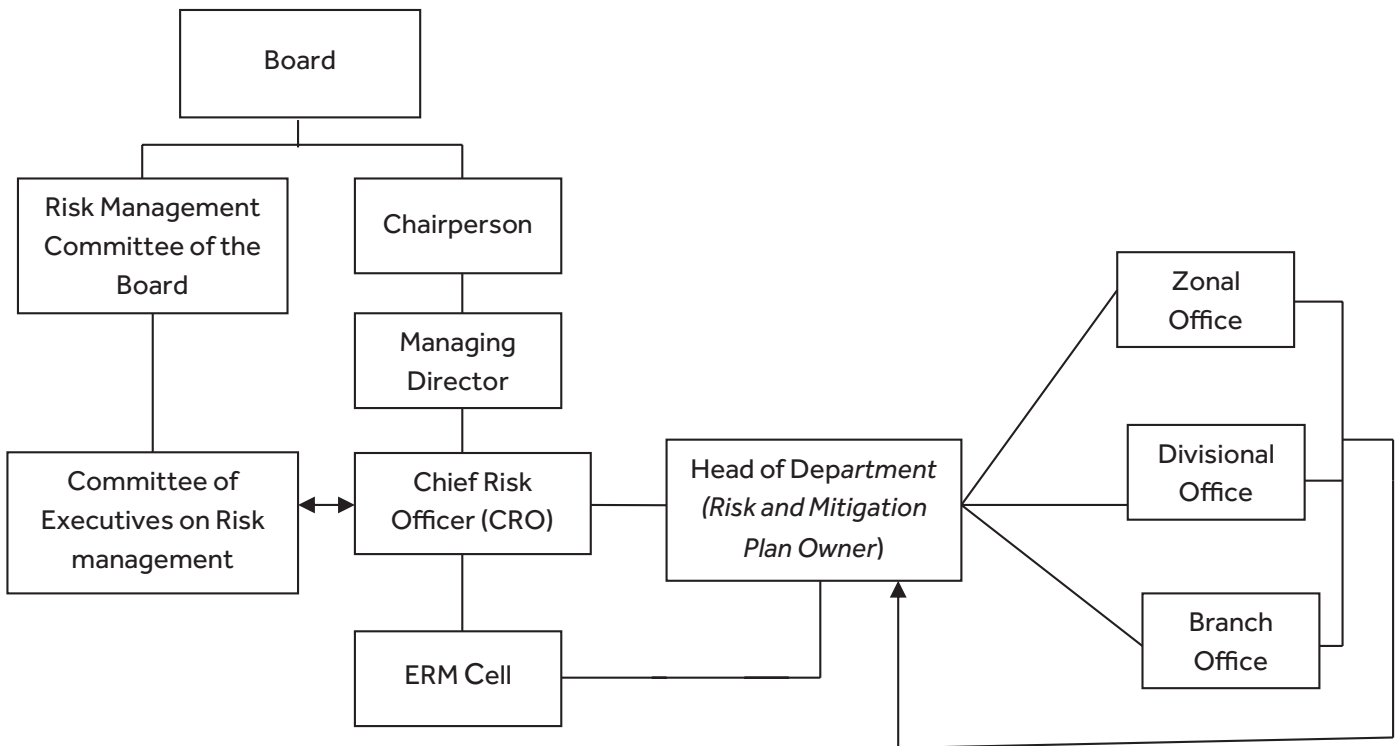 Board
Risk Management
Committee of the
Board
Chairperson
Managing
Director
Committee of
Executives on Risk
management
Chief Risk
Officer (CRO)
Head of Department
(Risk and Mitigation
Plan Owner)
ERM Cell
Zonal
Office
Divisional
Office
Branch
Office